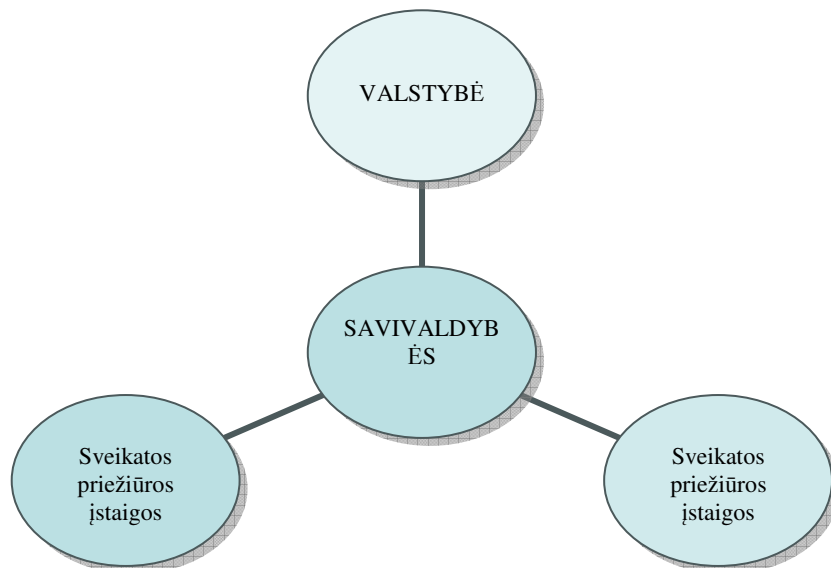 VALSTYBĖ
SAVIVALDYB
ĖS
Sveikatos
priežiūros
įstaigos
Sveikatos
priežiūros
įstaigos